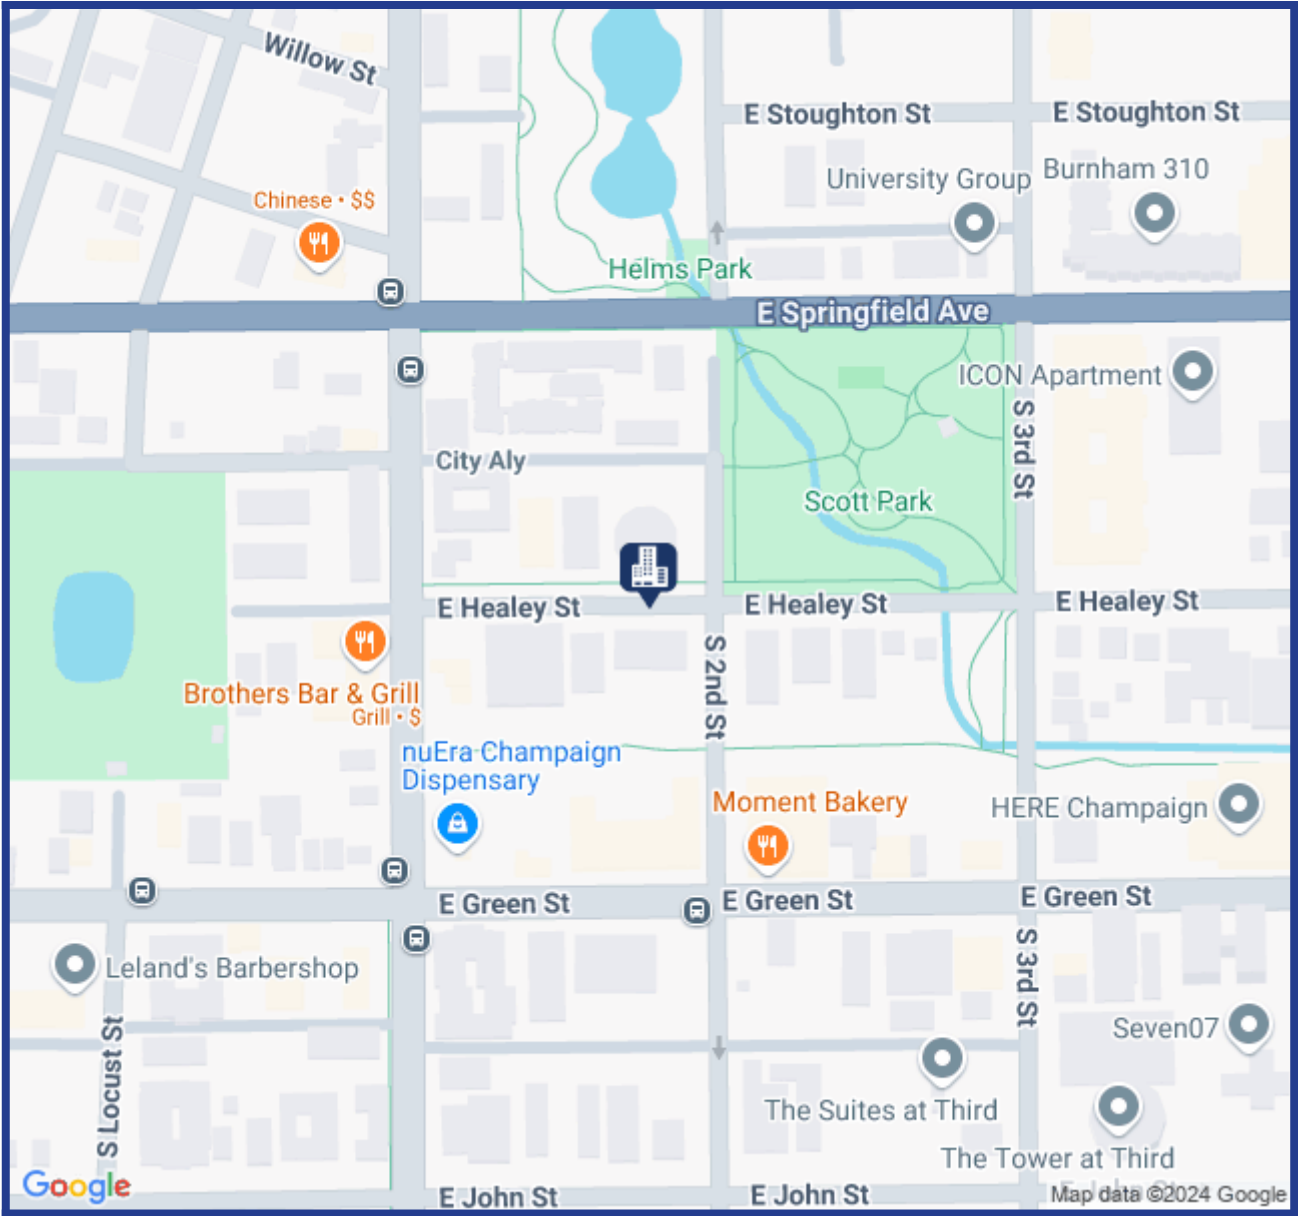 Willow St
E Stoughton St
E Stoughton St
Burnham 310
University Group
Chinese • $$
Helms Park
E Springfield Ave
ICON Apartment
S 3rd St
City Aly
Scott Park
E Healey St
E Healey St
E Healey St
S 2nd St
Brothers Bar & Grill
Grill • $
nuEra Champaign
Dispensary
Moment Bakery
HERE Champaign
E Green St
E Green St
E Green St
Leland's Barbershop
S 3rd St
Seven07
S Locust St
The Suites at Third
The Tower at Third
Google
E John St
E John St
Map data ©2024 Google